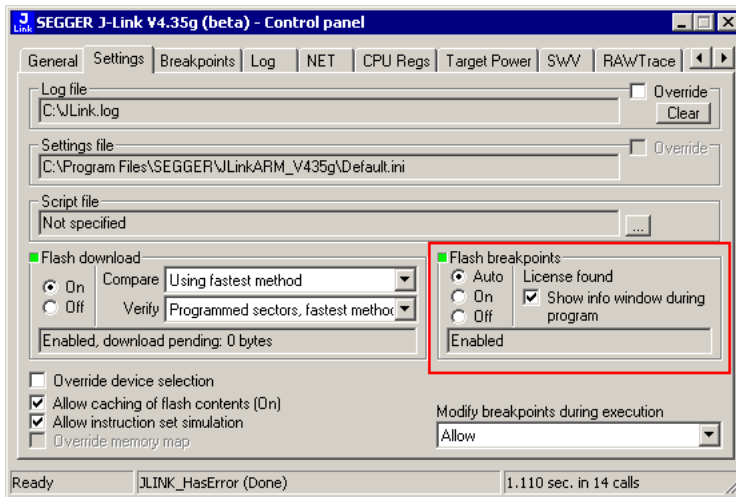 J Link SEGGER J-Link V4.35g (beta) - Control panel
General Settings Breakpoints Log NET CPU Regs Target Power SWV RAWTrace
Log file
Override
C:\JLink.log
Clear
Settings file
Override
C:\Program Files\SEGGER\JLinkARM_V435g\Default.ini
Script file
Not specified
...
Flash download
On
Off
Compare Using fastest method
Verify Programmed sectors, fastest methoc
Enabled, download pending: 0 bytes
Flash breakpoints
Auto
On
Off
License found
Show info window during
program
Enabled
Override device selection
Allow caching of flash contents (On)
Allow instruction set simulation
Override memory map
Modify breakpoints during execution
Allow
Ready JLINK_HasError (Done) 1.110 sec. in 14 calls